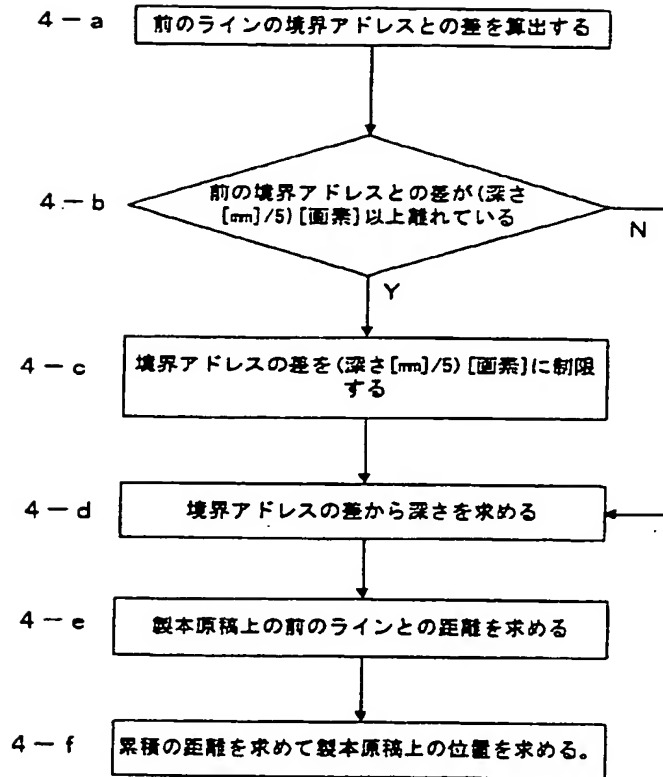 4－a
前のラインの境界アドレスとの差を算出する
4－b
前の境界アドレスとの差が(深さ
[mm]/5)[画素]以上離れている
N
Y
4－c
境界アドレスの差を(深さ[mm]/5)[画素]に制限
する
4－d
境界アドレスの差から深さを求める
4－e
製本原稿上の前のラインとの距離を求める
4－f
累積の距離を求めて製本原稿上の位置を求める。